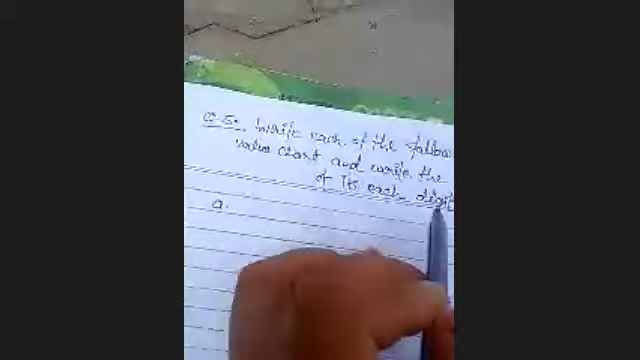 Q-5. Write each of the follow
value chart and write the
of its each digit
a.